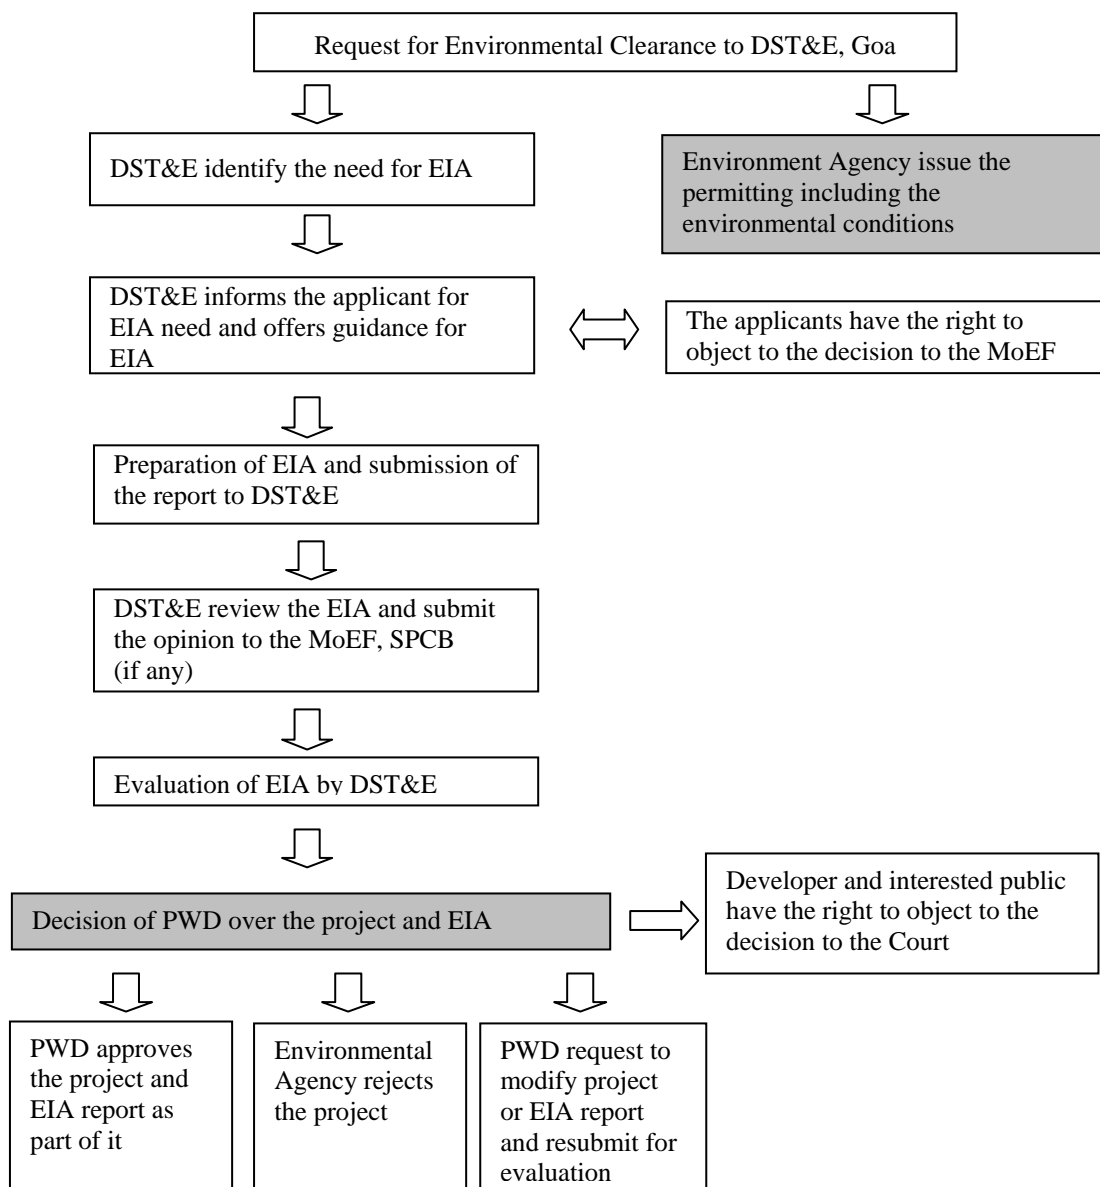 Request for Environmental Clearance to DST&E, Goa
DST&E identify the need for EIA
Environment Agency issue the
permitting including the
environmental conditions
DST&E informs the applicant for
EIA need and offers guidance for
EIA
The applicants have the right to
object to the decision to the MoEF
Preparation of EIA and submission of
the report to DST&E
DST&E review the EIA and submit
the opinion to the MoEF, SPCB
(if any)
Evaluation of EIA by DST&E
Decision of PWD over the project and EIA
Developer and interested public
have the right to object to the
decision to the Court
PWD approves
the project and
EIA report as
part of it
Environmental
Agency rejects
the project
PWD request to
modify project
or EIA report
and resubmit for
evaluation